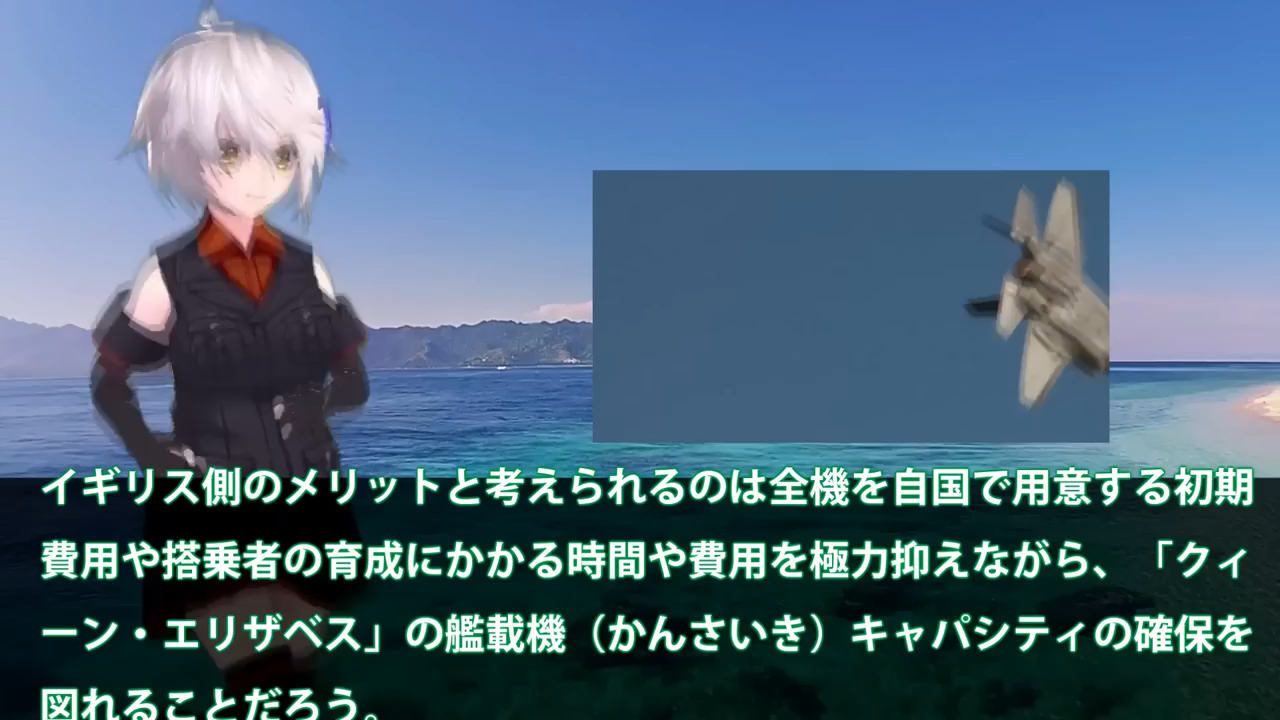 イギリス側のメリットと考えられるのは全機を自国で用意する初期
費用や搭乗者の育成にかかる時間や費用を極力抑えながら、「クィ
ーン・エリザベス」の艦載機（かんさいき）キャパシティの確保を
図れることだろう。